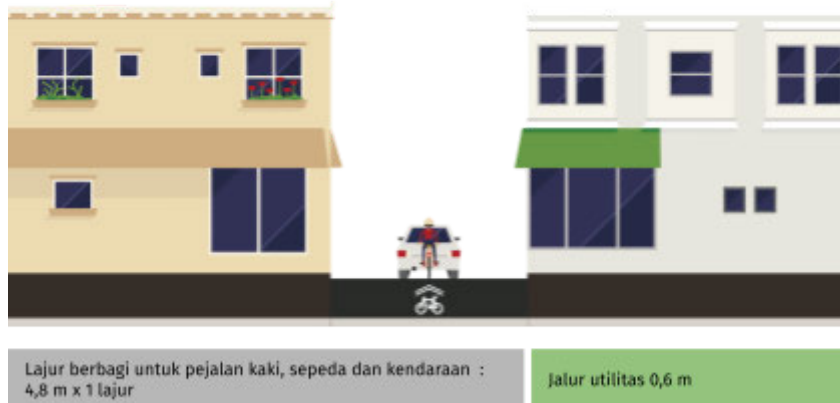 Lajur berbagi untuk pejalan kaki, sepeda dan kendaraan :
4,8 m x 1 lajur
Jalur utilitas 0,6 m